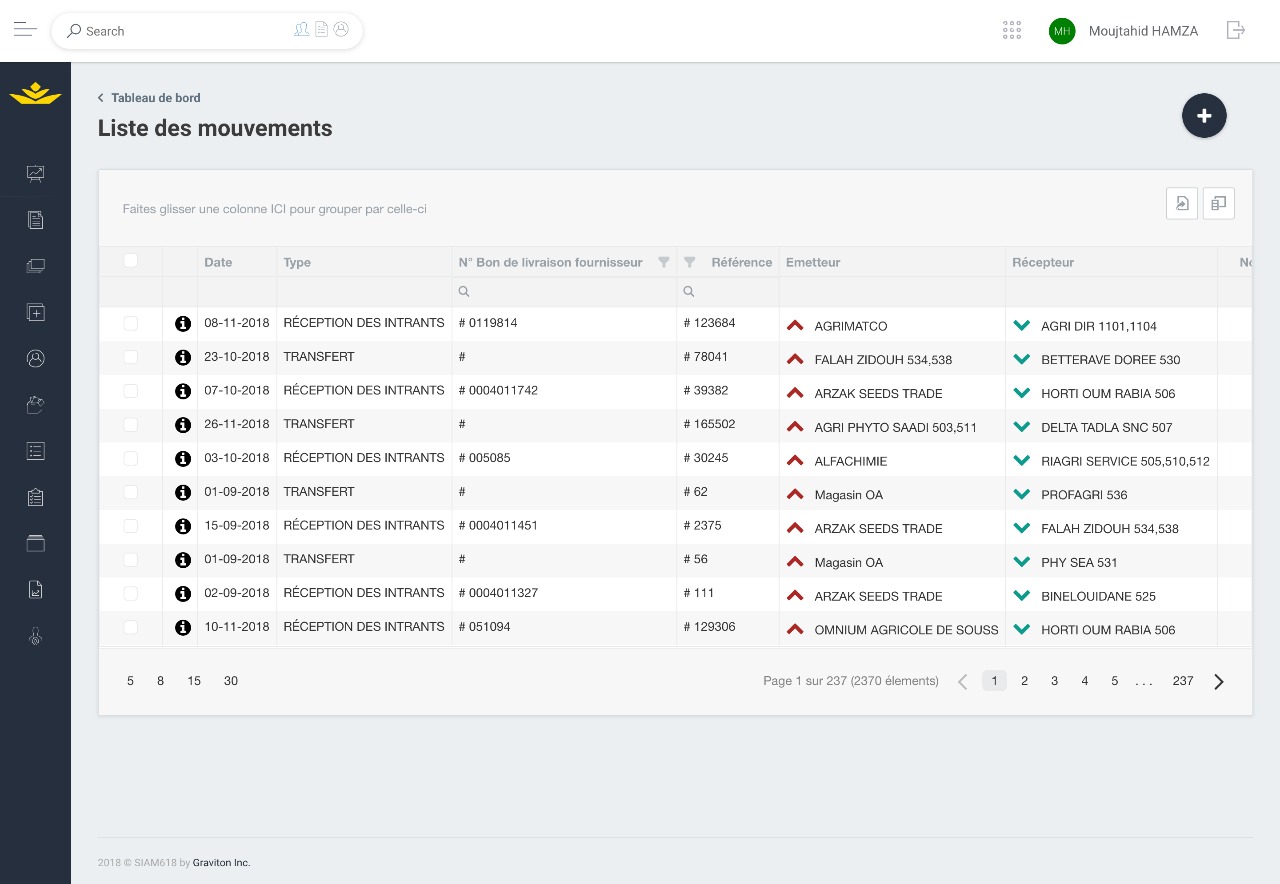 Search
MH
Moujtahid HAMZA
Tableau de bord
Liste des mouvements
Faites glisser une colonne ICI pour grouper par celle-ci
Date Type N° Bon de livraison fournisseur Référence Emetteur Récepteur
08-11-2018 RÉCEPTION DES INTRANTS # 0119814 # 123684 AGRIMATCO AGRI DIR 1101,1104
23-10-2018 TRANSFERT # # 78041 FALAH ZIDOUH 534,538 BETTERAVE DOREE 530
07-10-2018 RÉCEPTION DES INTRANTS # 0004011742 # 39382 ARZAK SEEDS TRADE HORTI OUM RABIA 506
26-11-2018 TRANSFERT # # 165502 AGRI PHYTO SAADI 503,511 DELTA TADLA SNC 507
03-10-2018 RÉCEPTION DES INTRANTS # 005085 # 30245 ALFACHIMIE RIAGRI SERVICE 505,510,512
01-09-2018 TRANSFERT # # 62 Magasin OA PROFAGRI 536
15-09-2018 RÉCEPTION DES INTRANTS # 0004011451 # 2375 ARZAK SEEDS TRADE FALAH ZIDOUH 534,538
01-09-2018 TRANSFERT # # 56 Magasin OA PHY SEA 531
02-09-2018 RÉCEPTION DES INTRANTS # 0004011327 # 111 ARZAK SEEDS TRADE BINELOUIDANE 525
10-11-2018 RÉCEPTION DES INTRANTS # 051094 # 129306 OMNIUM AGRICOLE DE SOUSS HORTI OUM RABIA 506
5 8 15 30 Page 1 sur 237 (2370 élements) 1 2 3 4 5 ... 237
2018 © SIAM618 by Graviton Inc.